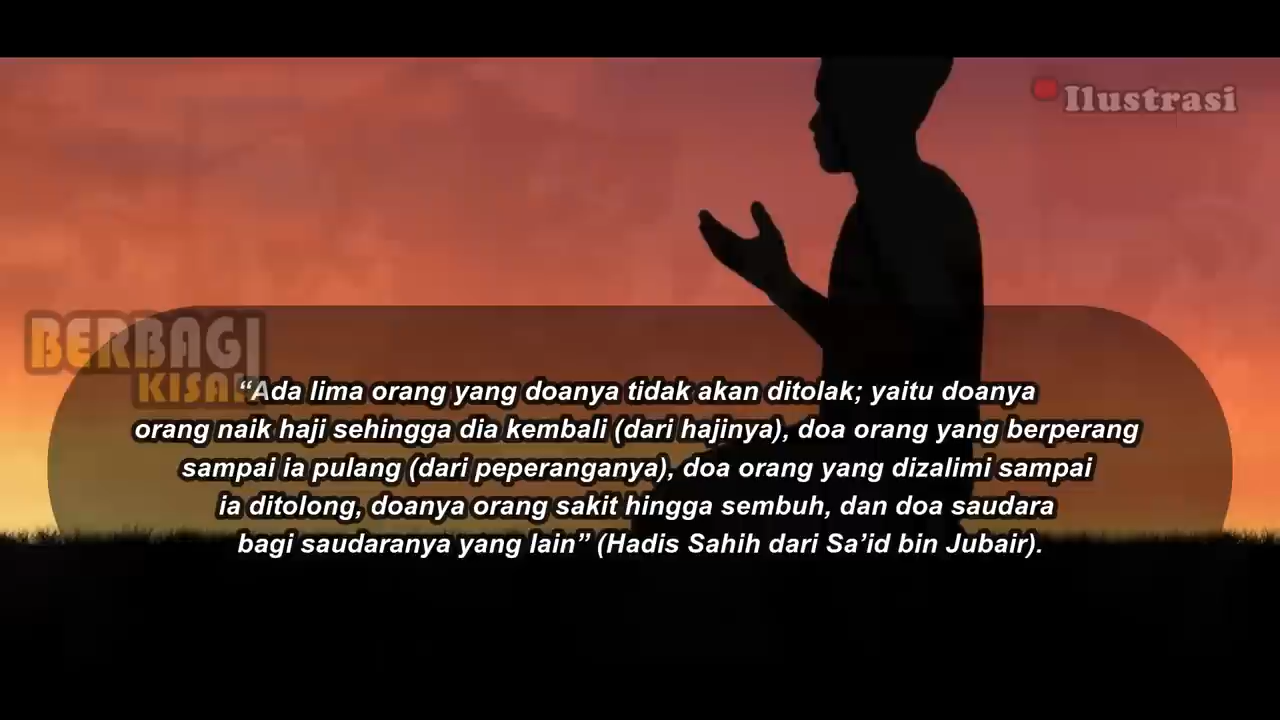 Ilustrasi
BERBAGI
KISAH
“Ada lima orang yang doanya tidak akan ditolak; yaitu doanya
orang naik haji sehingga dia kembali (dari hajinya), doa orang yang berperang
sampai ia pulang (dari peperanganya), doa orang yang dizalimi sampai
ia ditolong, doanya orang sakit hingga sembuh, dan doa saudara
bagi saudaranya yang lain” (Hadis Sahih dari Sa’id bin Jubair).